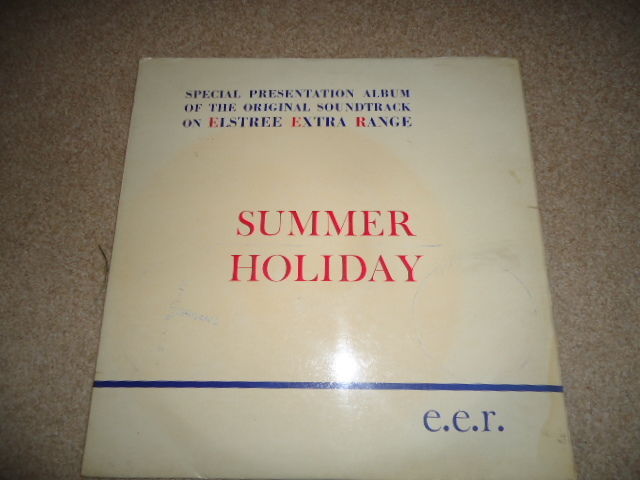 SPECIAL PRESENTATION ALBUM
OF THE ORIGINAL SOUNDTRACK
ON ELSTREE EXTRA RANGE
SUMMER
HOLIDAY
e.e.r.